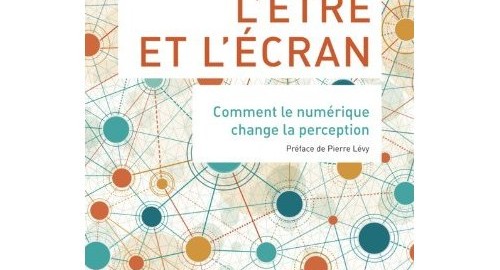 L'ÊTRE
ET L'ÉCRAN
Comment le numérique
change la perception
Préface de Pierre Lévy